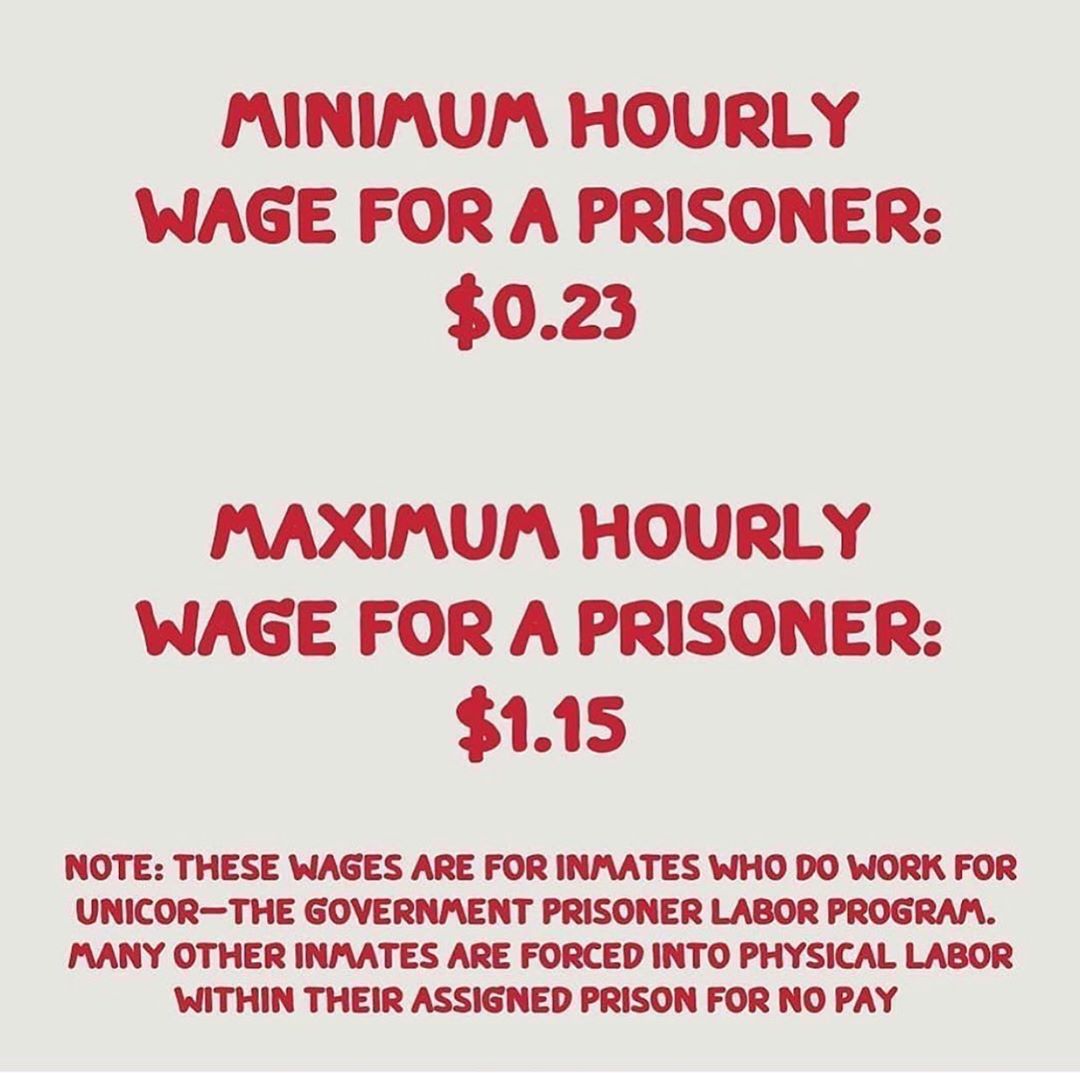 MINIMUM HOURLY
WAGE FOR A PRISONER:
$0.23
MAXIMUM HOURLY
WAGE FOR A PRISONER:
$1.15
NOTE: THESE WAGES ARE FOR INMATES WHO DO WORK FOR
UNICOR—THE GOVERNMENT PRISONER LABOR PROGRAM.
MANY OTHER INMATES ARE FORCED INTO PHYSICAL LABOR
WITHIN THEIR ASSIGNED PRISON FOR NO PAY